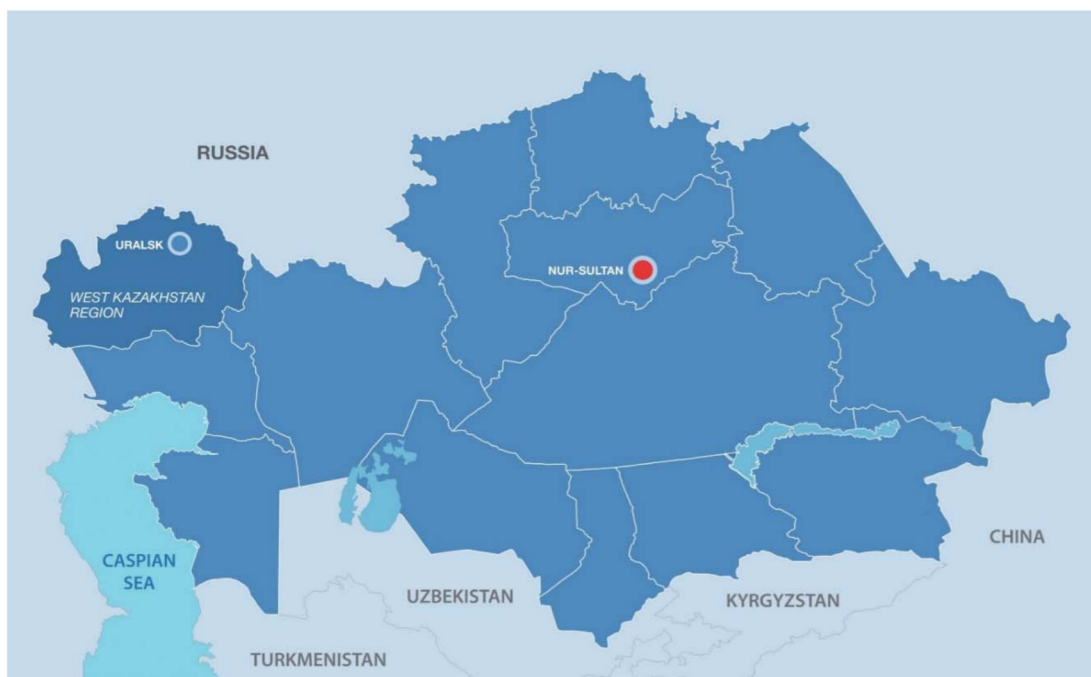 RUSSIA
URALSK
WEST KAZAKHSTAN
REGION
NUR-SULTAN
CASPIAN
SEA
UZBEKISTAN
TURKMENISTAN
KYRGYZSTAN
CHINA